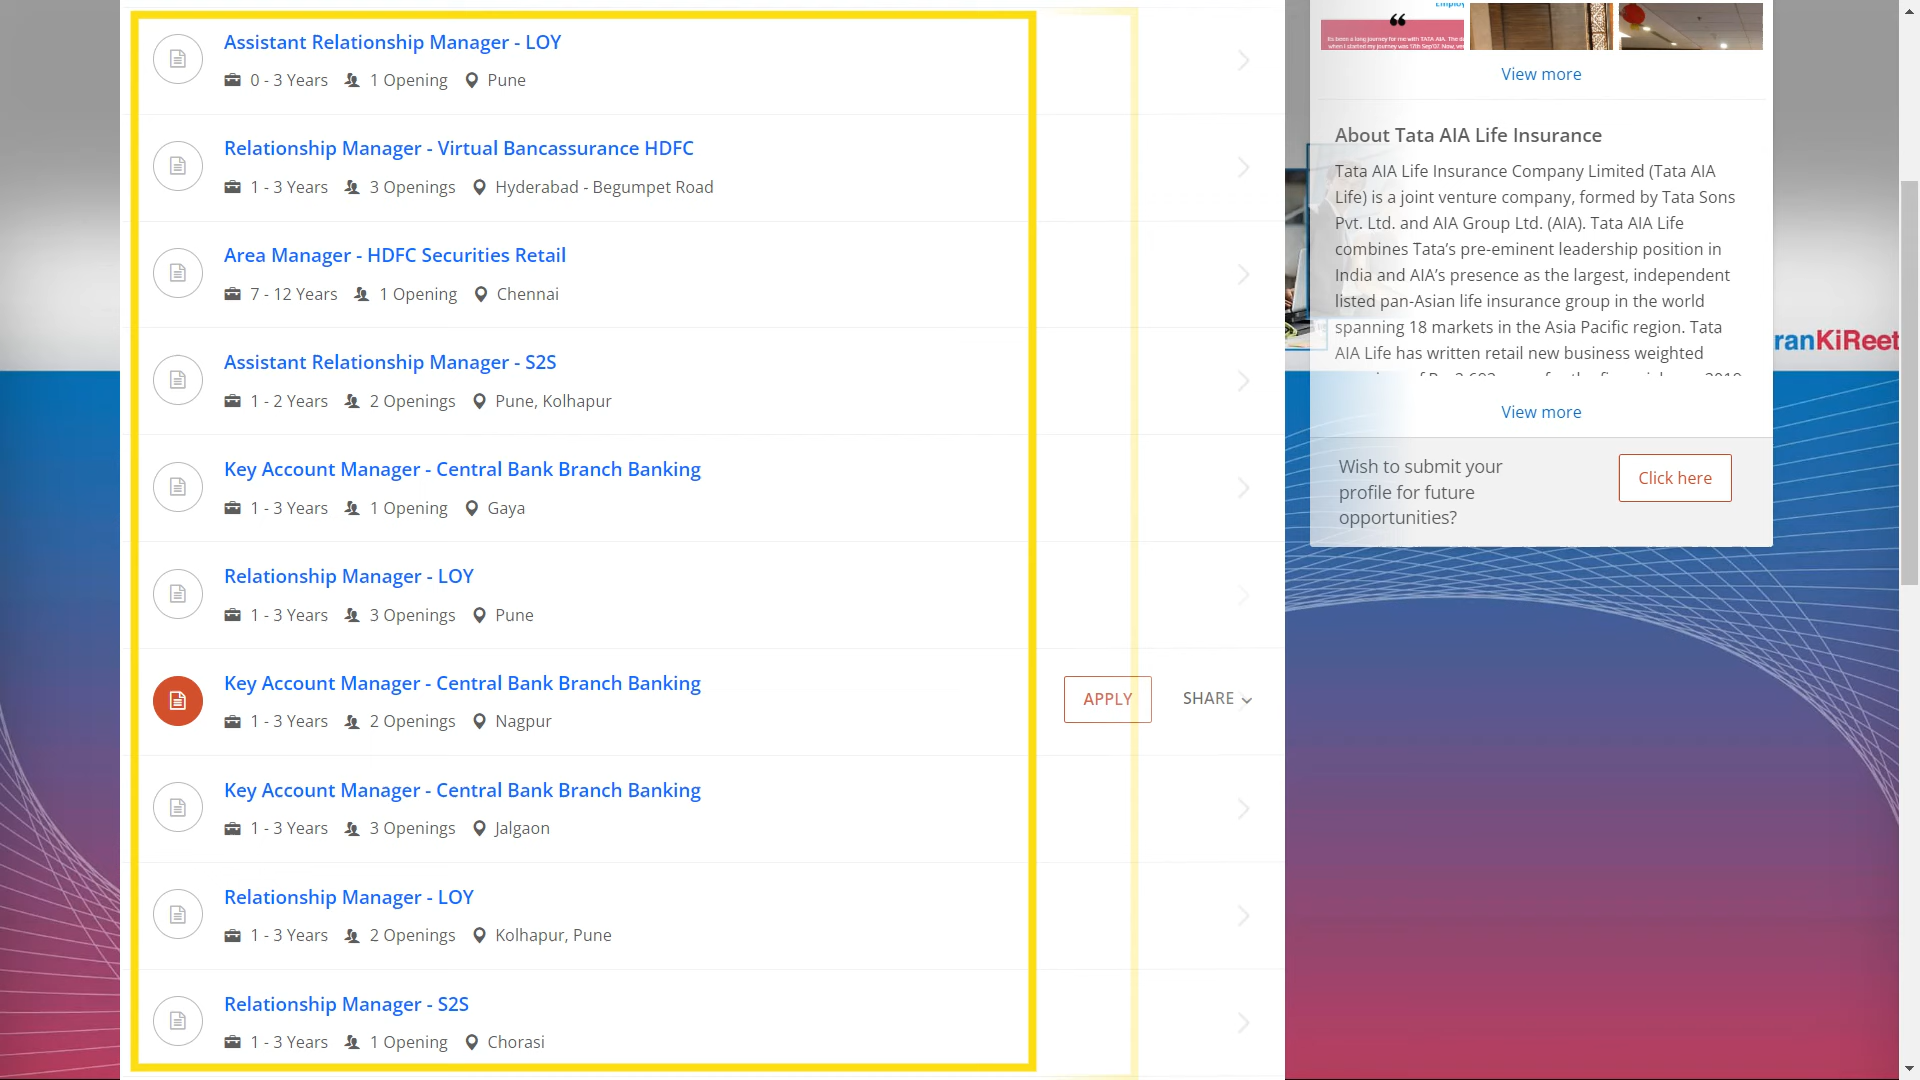 Assistant Relationship Manager - LOY
0 - 3 Years 1 Opening Pune
Relationship Manager - Virtual Bancassurance HDFC
1 - 3 Years 3 Openings Hyderabad - Begumpet Road
Area Manager - HDFC Securities Retail
7 - 12 Years 1 Opening Chennai
Assistant Relationship Manager - S2S
1 - 2 Years 2 Openings Pune, Kolhapur
Key Account Manager - Central Bank Branch Banking
1 - 3 Years 1 Opening Gaya
Relationship Manager - LOY
1 - 3 Years 3 Openings Pune
Key Account Manager - Central Bank Branch Banking
1 - 3 Years 2 Openings Nagpur
APPLY SHARE
Key Account Manager - Central Bank Branch Banking
1 - 3 Years 3 Openings Jalgaon
Relationship Manager - LOY
1 - 3 Years 2 Openings Kolhapur, Pune
Relationship Manager - S2S
1 - 3 Years 1 Opening Chorasi
View more
About Tata AIA Life Insurance
Tata AIA Life Insurance Company Limited (Tata AIA
Life) is a joint venture company, formed by Tata Sons
Pvt. Ltd. and AIA Group Ltd. (AIA). Tata AIA Life
combines Tata's pre-eminent leadership position in
India and AIA's presence as the largest, independent
listed pan-Asian life insurance group in the world
spanning 18 markets in the Asia Pacific region. Tata
AIA Life has written retail new business weighted
View more
Wish to submit your
profile for future
opportunities?
Click here
ranKiReet